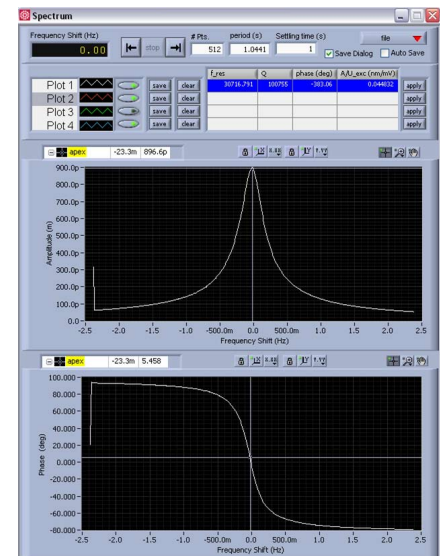 Spectrum
Frequency Shift (Hz)
0.00
stop
# Pts.
512
period (s)
1.0441
Settling time (s)
1
file
Save Dialog
Auto Save
Plot 1 save clear
Plot 2 save clear
Plot 3 save clear
Plot 4 save clear
f_res Q phase (deg) A/U_exc (nm/mV)
30716.791 100755 -383.06 0.044832
apply
apply
apply
apply
apex -23.3m 896.6p
900.0p
800.0p
700.0p
600.0p
500.0p
400.0p
300.0p
200.0p
100.0p
0.0
Amplitude (m)
-2.5 -2.0 -1.5 -1.0 -500.0m 0.0 500.0m 1.0 1.5 2.0 2.5
Frequency Shift (Hz)
apex -23.3m 5.458
100.000
80.000
60.000
40.000
20.000
0.000
-20.000
-40.000
-60.000
-80.000
Phase (deg)
-2.5 -2.0 -1.5 -1.0 -500.0m 0.0 500.0m 1.0 1.5 2.0 2.5
Frequency Shift (Hz)